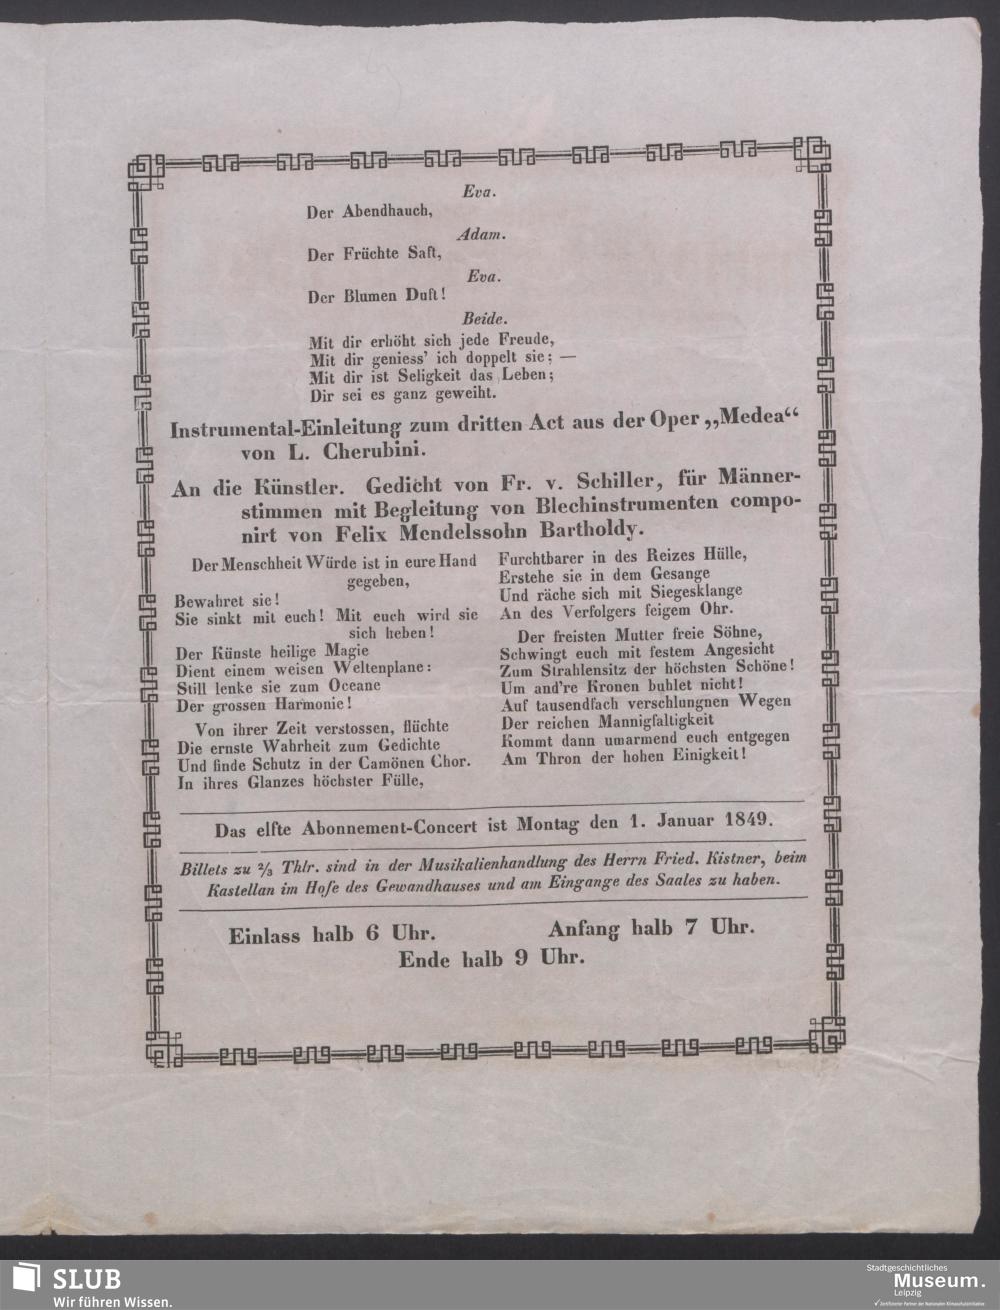 Eva.
Der Abendhauch,
Adam.
Der Früchte Saft,
Eva.
Der Blumen Duft!
Beide.
Mit dir erhöht sich jede Freude,
Mit dir geniess' ich doppelt sie; —
Mit dir ist Seligkeit das Leben;
Dir sei es ganz geweiht.
Instrumental-Einleitung zum dritten Act aus der Oper „Medea“
von L. Cherubini.
An die Künstler. Gedicht von Fr. v. Schiller, für Männer-
stimmen mit Begleitung von Blechinstrumenten compo-
nirt von Felix Mendelssohn Bartholdy.
Der Menschheit Würde ist in eure Hand
gegeben,
Bewahret sie!
Sie sinkt mit euch! Mit euch wird sie
sich heben!
Der Künste heilige Magie
Dient einem weisen Weltenplane:
Still lenke sie zum Oceane
Der grossen Harmonie!
Von ihrer Zeit verstossen, flüchte
Die ernste Wahrheit zum Gedichte
Und finde Schutz in der Camönen Chor.
In ihres Glanzes höchster Fülle,
Furchtbarer in des Reizes Hülle,
Erstehe sie in dem Gesange
Und räche sich mit Siegesklange
An des Verfolgers feigem Ohr.
Der freisten Mutter freie Söhne,
Schwingt euch mit festem Angesicht
Zum Strahlensitz der höchsten Schöne!
Um and're Kronen buhlet nicht!
Auf tausendfach verschlungnen Wegen
Der reichen Mannigfaltigkeit
Kommt dann umarmend euch entgegen
Am Thron der hohen Einigkeit!
Das elfte Abonnement-Concert ist Montag den 1. Januar 1849.
Billets zu 2/3 Thlr. sind in der Musikalienhandlung des Herrn Fried. Kistner, beim
Kastellan im Hofe des Gewandhauses und am Eingange des Saales zu haben.
Einlass halb 6 Uhr. Anfang halb 7 Uhr.
Ende halb 9 Uhr.
SLUB
Wir führen Wissen.
Stadtgeschichtliches
Museum.
Leipzig
Zertifizierter Partner der Nationalen Klimaschutzinitiative